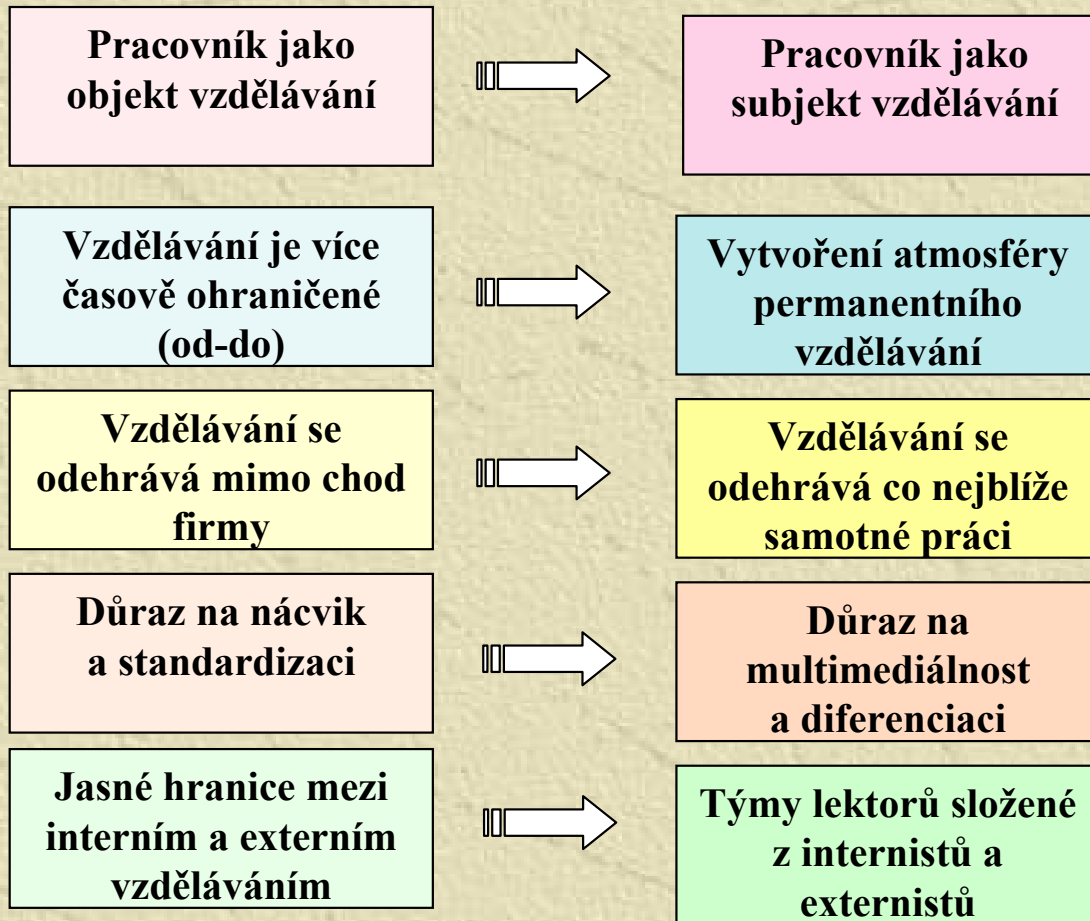 Pracovník jako
objekt vzdělávání
Pracovník jako
subjekt vzdělávání
Vzdělávání je více
časově ohraničené
(od-do)
Vytvoření atmosféry
permanentního
vzdělávání
Vzdělávání se
odehrává mimo chod
firmy
Vzdělávání se
odehrává co nejblíže
samotné práci
Důraz na nácvik
a standardizaci
Důraz na
multimediálnost
a diferenciaci
Jasné hranice mezi
interním a externím
vzděláváním
Týmy lektorů složené
z internistů a
externistů